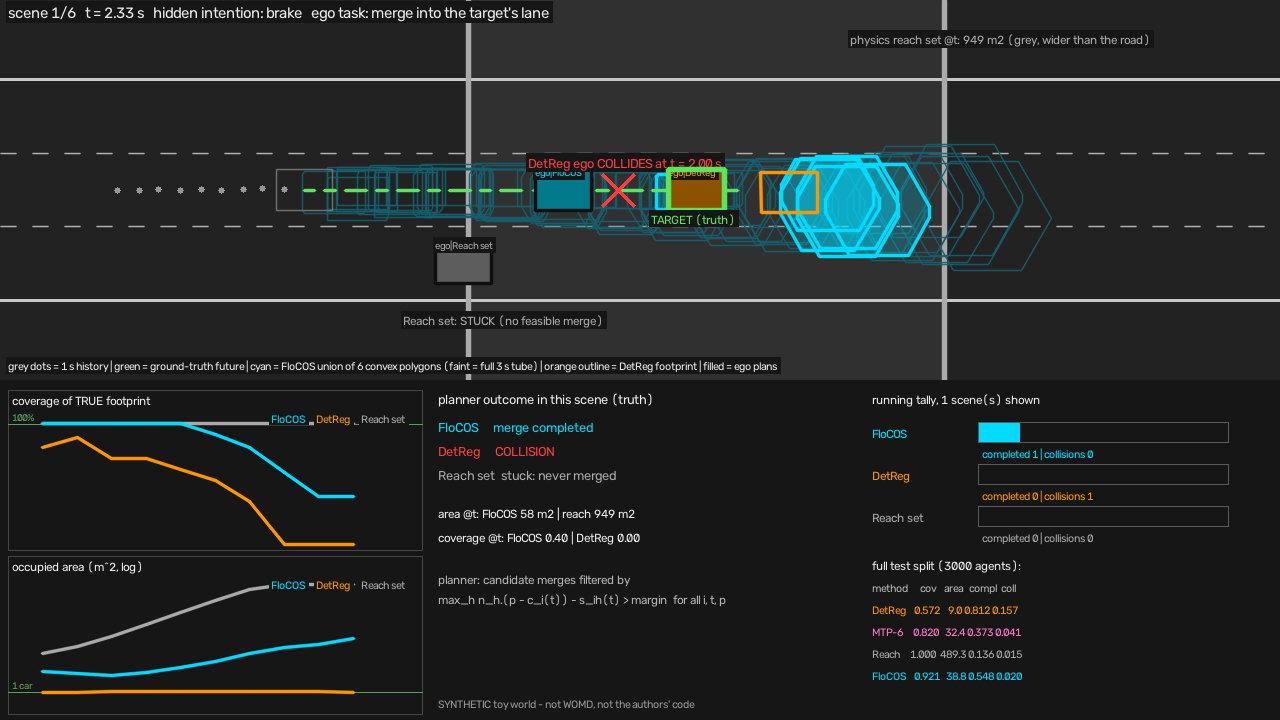 scene 1/6  t = 2.33 s  hidden intention: brake  ego task: merge into the target's lane
physics reach set @t: 949 m2 (grey, wider than the road)
DetReg ego COLLIDES at t = 2.00 s
ego|FloCOS
ego|DetReg
TARGET (truth)
ego|Reach set
Reach set: STUCK (no feasible merge)
grey dots = 1 s history | green = ground-truth future | cyan = FloCOS union of 6 convex polygons (faint = full 3 s tube) | orange outline = DetReg footprint | filled = ego plans
coverage of TRUE footprint
100%
FloCOS
DetReg
Reach set
occupied area (m^2, log)
FloCOS
DetReg
Reach set
1 car
planner outcome in this scene (truth)
FloCOS  merge completed
DetReg  COLLISION
Reach set  stuck: never merged
area @t: FloCOS 58 m2 | reach 949 m2
coverage @t: FloCOS 0.40 | DetReg 0.00
planner: candidate merges filtered by
max_h n_h.(p - c_i(t)) - s_ih(t) > margin  for all i, t, p
SYNTHETIC toy world - not WOMD, not the authors' code
running tally, 1 scene(s) shown
FloCOS
completed 1 | collisions 0
DetReg
completed 0 | collisions 1
Reach set
completed 0 | collisions 0
full test split (3000 agents):
method  cov  area  compl  coll
DetReg  0.572  9.0 0.812 0.157
MTP-6  0.820  32.4 0.373 0.041
Reach  1.000  489.3 0.136 0.015
FloCOS  0.921  38.8 0.548 0.020